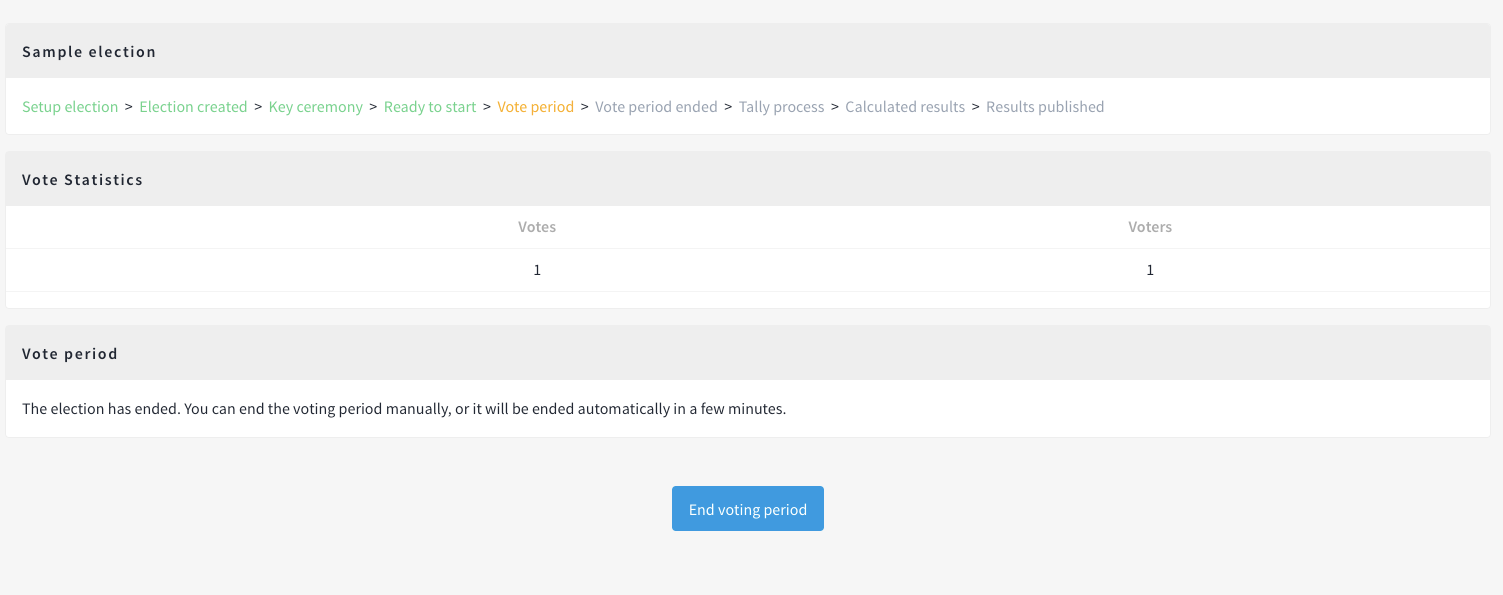 Sample election
Setup election > Election created > Key ceremony > Ready to start > Vote period > Vote period ended > Tally process > Calculated results > Results published
Vote Statistics
Votes Voters
1 1
Vote period
The election has ended. You can end the voting period manually, or it will be ended automatically in a few minutes.
End voting period